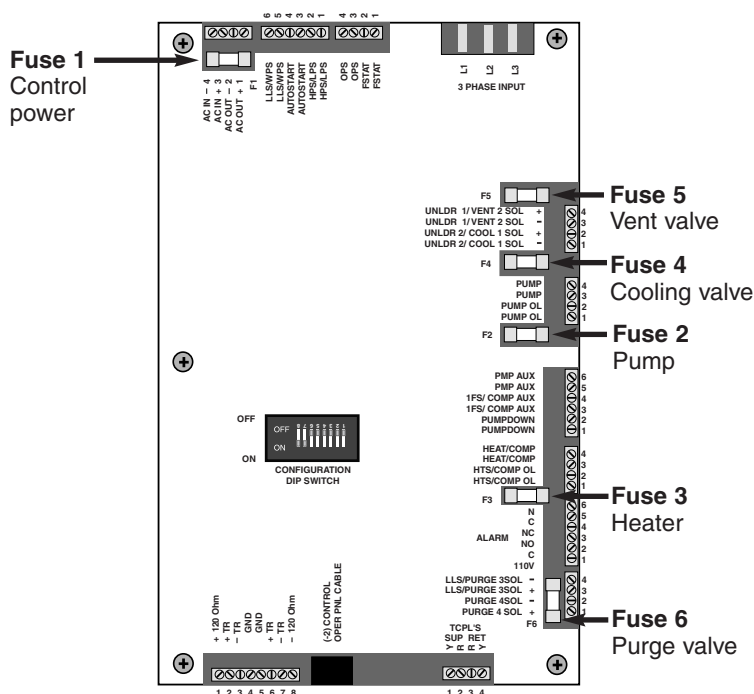 6 5 4 3 2 1
4 3 2 1
Fuse 1
Control
power
F1
AC IN - 4
AC IN + 3
AC OUT - 2
AC OUT + 1
LLS/WPS
LLS/WPS
AUTOSTART
AUTOSTART
HPS/LPS
HPS/LPS
OPS
OPS
FSTAT
FSTAT
L1 L2 L3
3 PHASE INPUT
F5
Fuse 5
Vent valve
UNLDR 1/ VENT 2 SOL + 4
UNLDR 1/ VENT 2 SOL - 3
UNLDR 2/ COOL 1 SOL + 2
UNLDR 2/ COOL 1 SOL - 1
F4
Fuse 4
Cooling valve
PUMP 4
PUMP 3
PUMP OL 2
PUMP OL 1
F2
Fuse 2
Pump
PMP AUX 6
PMP AUX 5
1FS/ COMP AUX 4
1FS/ COMP AUX 3
PUMPDOWN 2
PUMPDOWN 1
OFF
ON
OFF
ON
CONFIGURATION
DIP SWITCH
HEAT/COMP 4
HEAT/COMP 3
HTS/COMP OL 2
HTS/COMP OL 1
F3
Fuse 3
Heater
ALARM
N 6
C 5
NC 4
NO 3
C 2
110V 1
LLS/PURGE 3SOL - 4
LLS/PURGE 3SOL + 3
PURGE 4SOL - 2
PURGE 4 SOL + 1
F6
Fuse 6
Purge valve
+ 120 Ohm
+ TR
- TR
GND
GND
+ TR
- TR
- 120 Ohm
(-2) CONTROL
OPER PNL CABLE
TCPL'S
SUP RET
Y R R Y
1 2 3 4 5 6 7 8
1 2 3 4